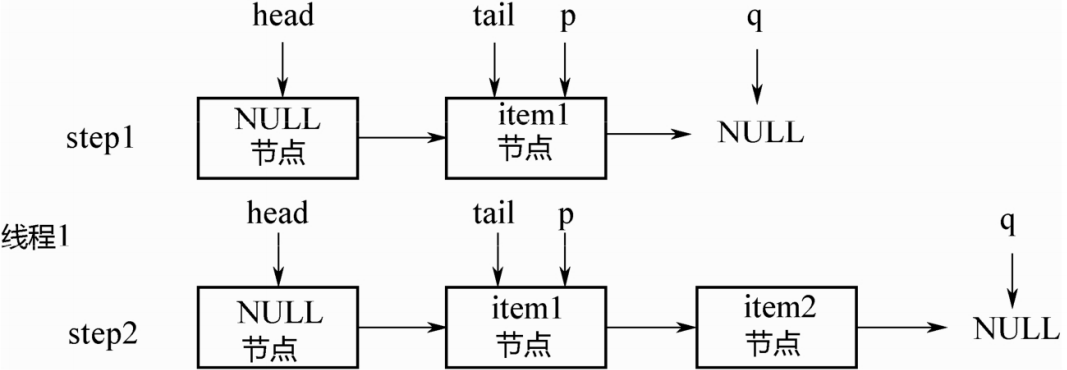 head tail p q
step1 NULL 节点 item1 节点 NULL
线程1
head tail p q
step2 NULL 节点 item1 节点 item2 节点 NULL